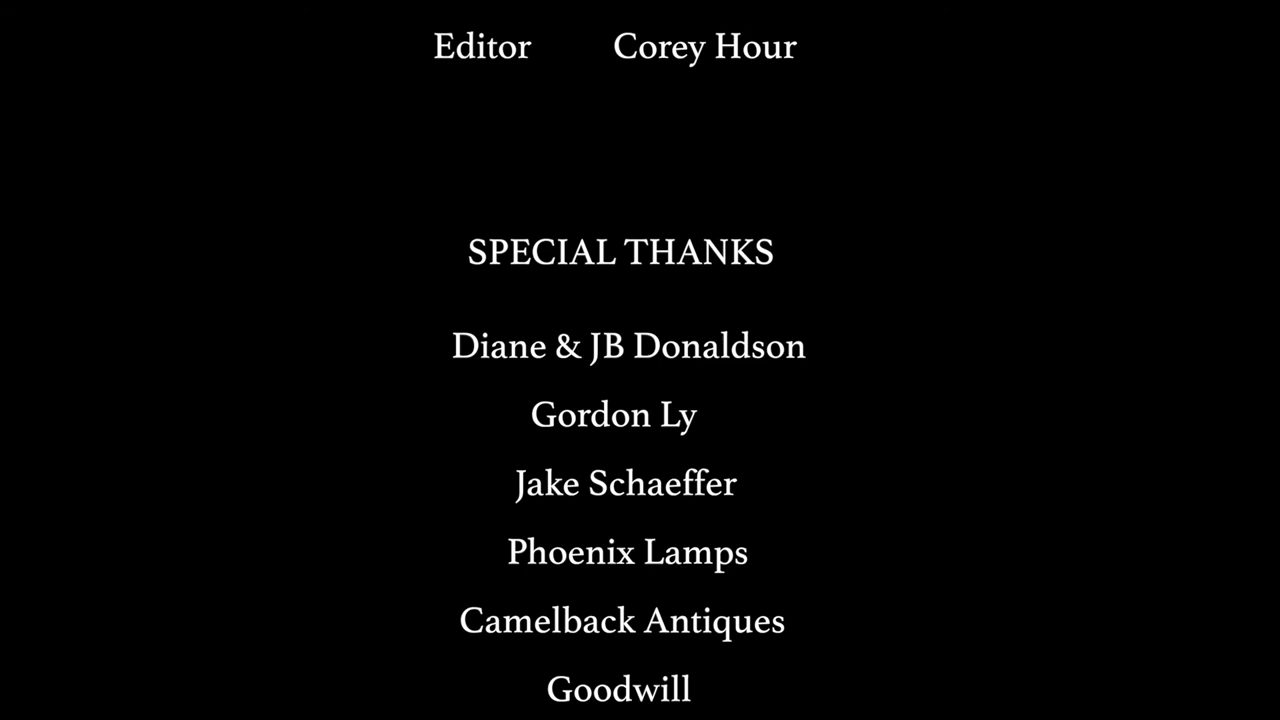 Editor Corey Hour
SPECIAL THANKS
Diane & JB Donaldson
Gordon Ly
Jake Schaeffer
Phoenix Lamps
Camelback Antiques
Goodwill